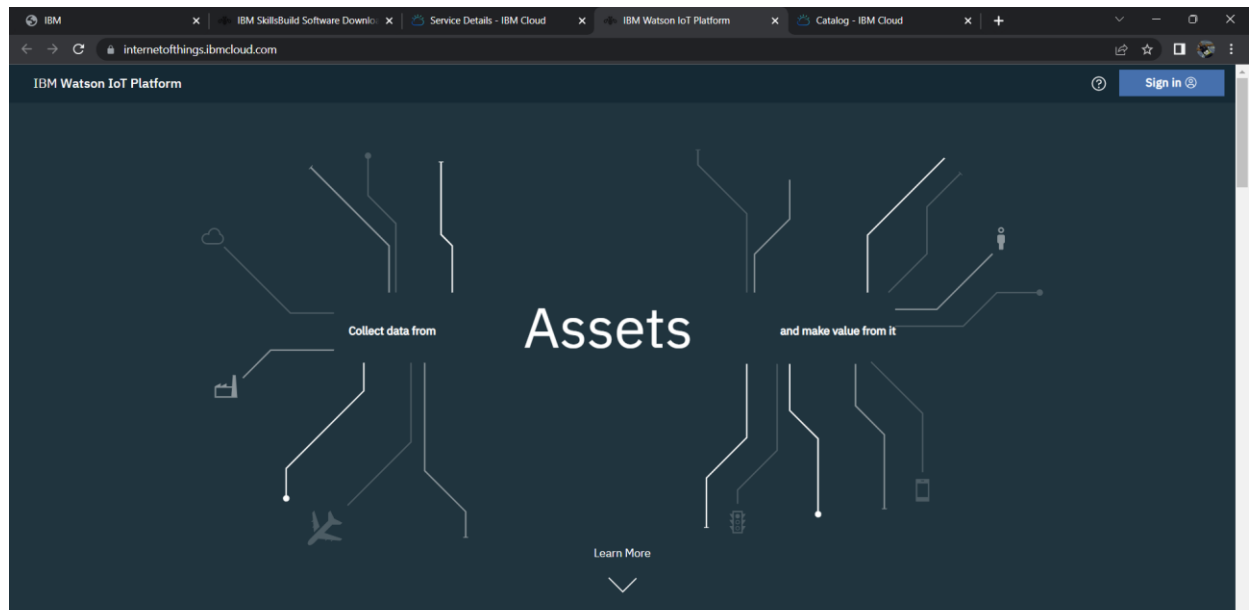 IBM
IBM SkillsBuild Software Downlo
Service Details - IBM Cloud
IBM Watson IoT Platform
Catalog - IBM Cloud
internetofthings.ibmcloud.com
IBM Watson IoT Platform
Sign in
Collect data from
Assets
and make value from it
Learn More